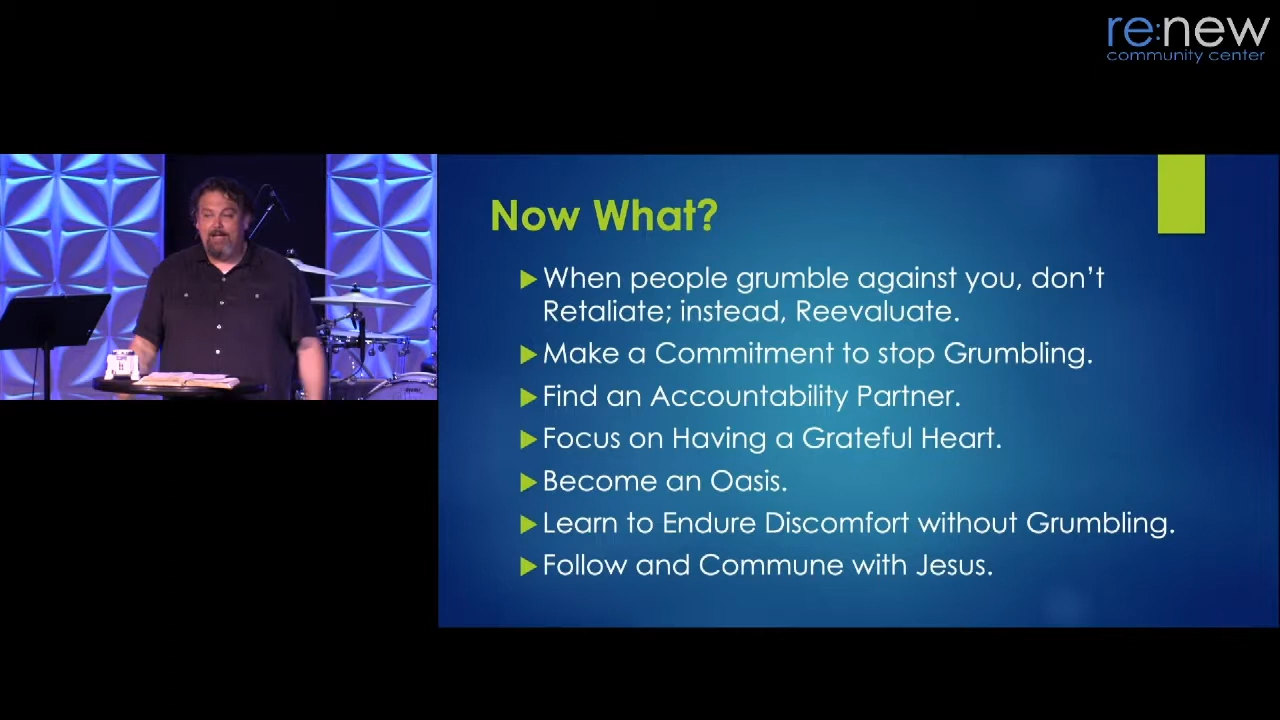 re:new
community center
Now What?
When people grumble against you, don't
Retaliate; instead, Reevaluate.
Make a Commitment to stop Grumbling.
Find an Accountability Partner.
Focus on Having a Grateful Heart.
Become an Oasis.
Learn to Endure Discomfort without Grumbling.
Follow and Commune with Jesus.